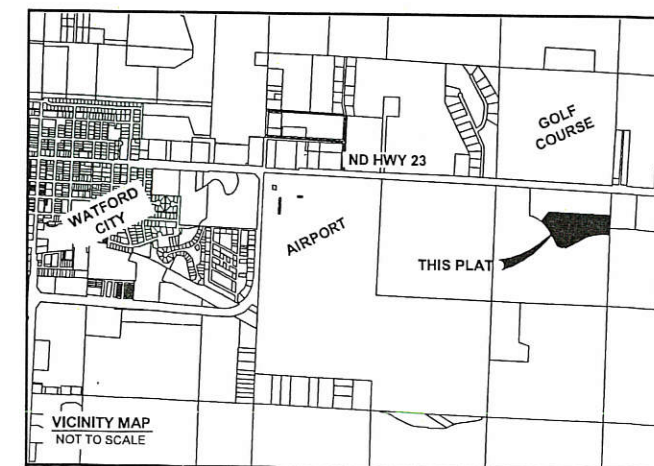 GOLF
COURSE
ND HWY 23
WATFORD
CITY
AIRPORT
THIS PLAT
VICINITY MAP
NOT TO SCALE